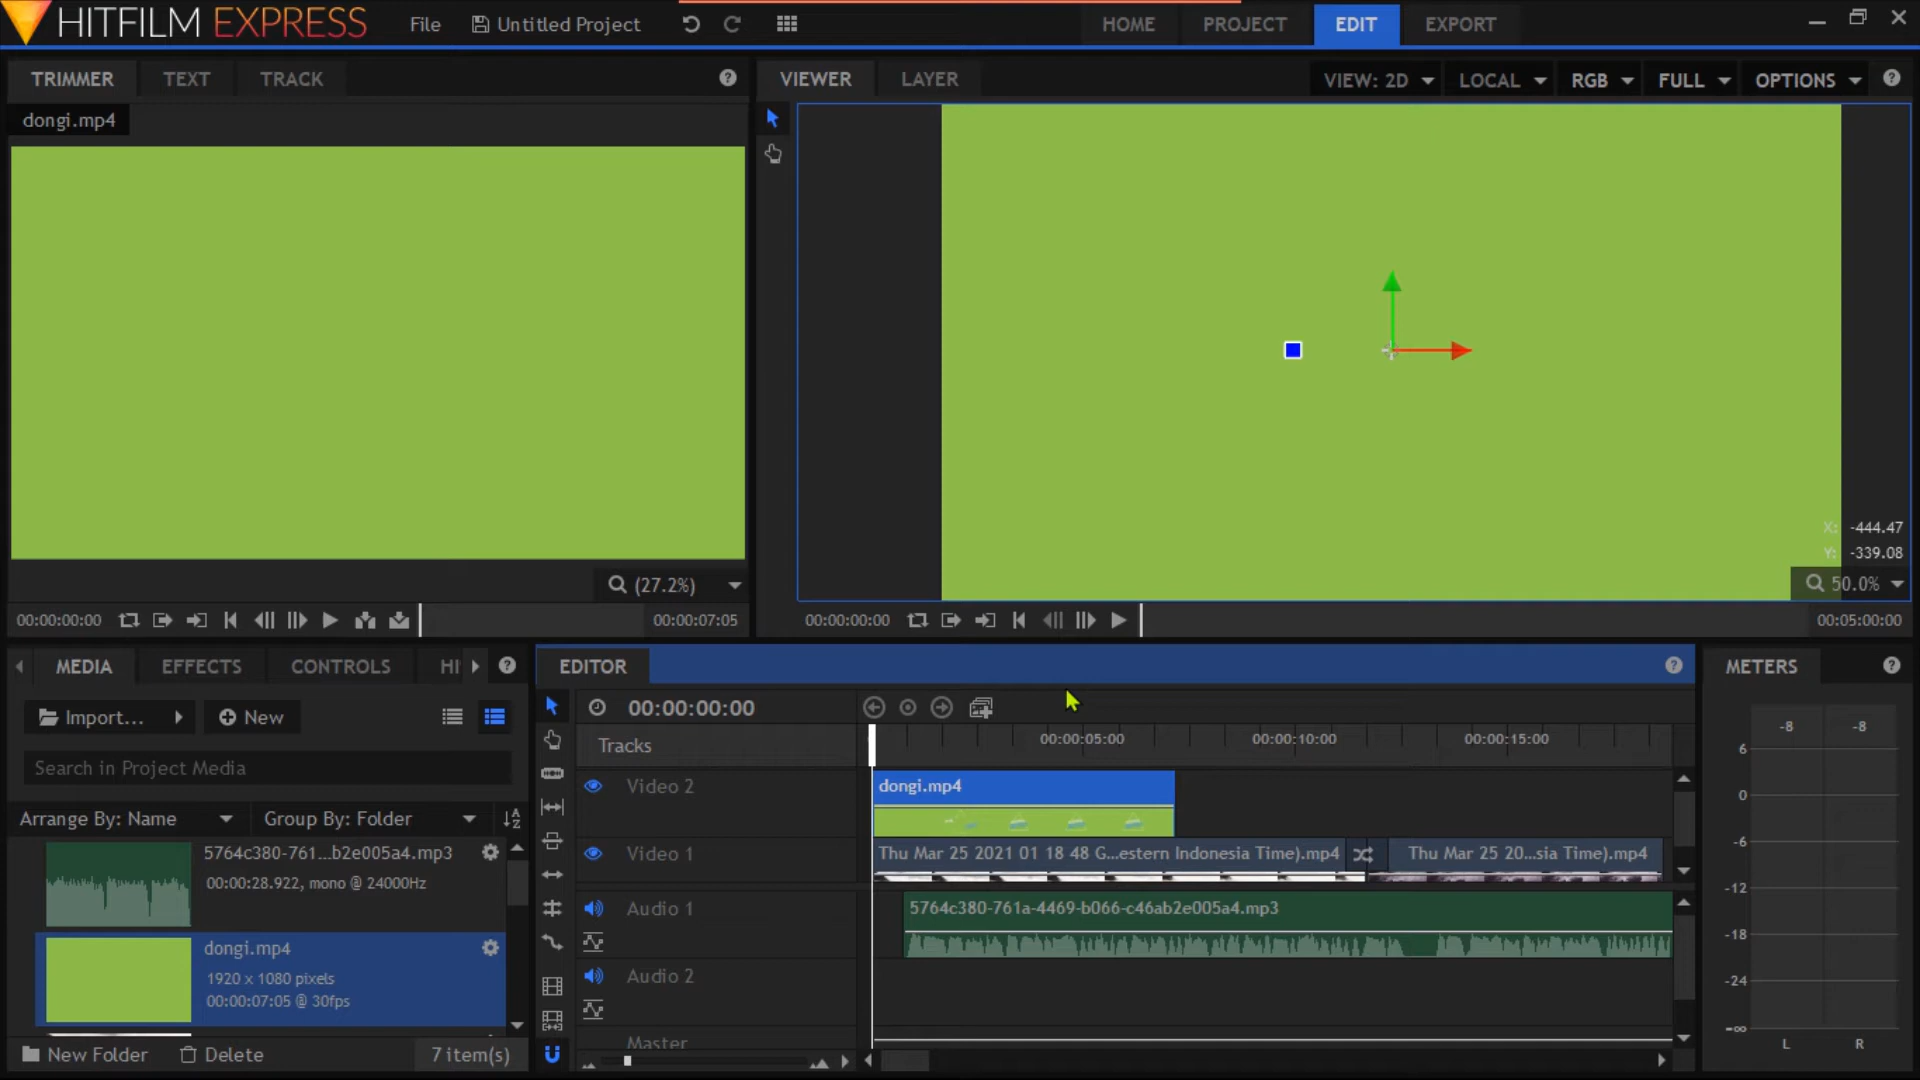 HITFILM EXPRESS File Untitled Project HOME PROJECT EDIT EXPORT
TRIMMER TEXT TRACK
dongi.mp4
(27.2%)
00:00:00:00 00:00:07:05
VIEWER LAYER VIEW: 2D LOCAL RGB FULL OPTIONS
X: -444.47
Y: -339.08
50.0%
00:00:00:00 00:05:00:00
MEDIA EFFECTS CONTROLS HI
Import... New
Search in Project Media
Arrange By: Name Group By: Folder
5764c380-761...b2e005a4.mp3
00:00:28.922, mono @ 24000Hz
dongi.mp4
1920 x 1080 pixels
00:00:07:05 @ 30fps
New Folder Delete 7 item(s)
EDITOR
00:00:00:00
Tracks 00:00:05:00 00:00:10:00 00:00:15:00
Video 2 dongi.mp4
Video 1 Thu Mar 25 2021 01 18 48 G...estern Indonesia Time).mp4 Thu Mar 25 20...sia Time).mp4
Audio 1 5764c380-761a-4469-b066-c46ab2e005a4.mp3
Audio 2
Master
METERS
-8 -8
6
0
-6
-12
-18
-24
-∞
L R